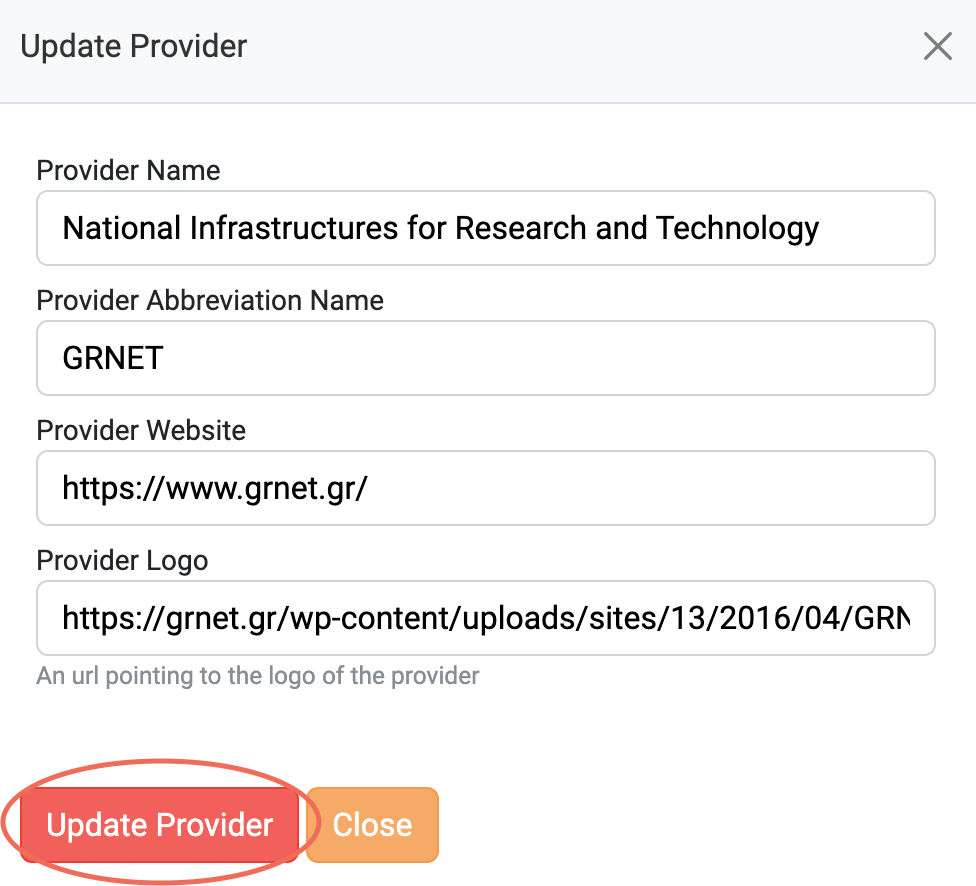 Update Provider
Provider Name
National Infrastructures for Research and Technology
Provider Abbreviation Name
GRNET
Provider Website
https://www.grnet.gr/
Provider Logo
https://grnet.gr/wp-content/uploads/sites/13/2016/04/GRN
An url pointing to the logo of the provider
Update Provider Close